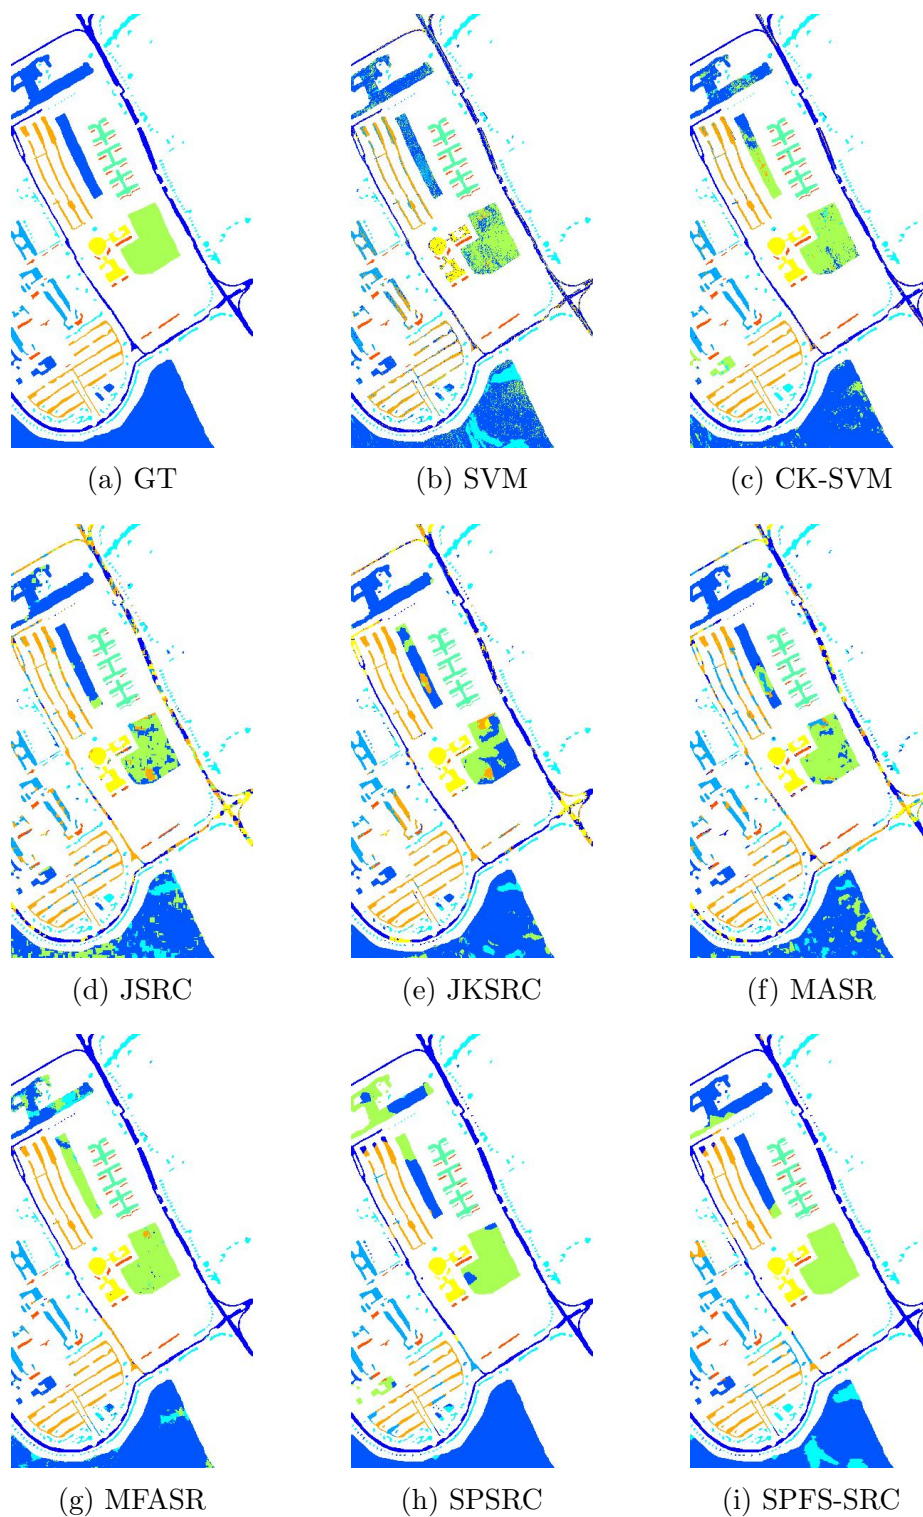 (a) GT
(b) SVM
(c) CK-SVM
(d) JSRC
(e) JKSRC
(f) MASR
(g) MFASR
(h) SPSRC
(i) SPFS-SRC